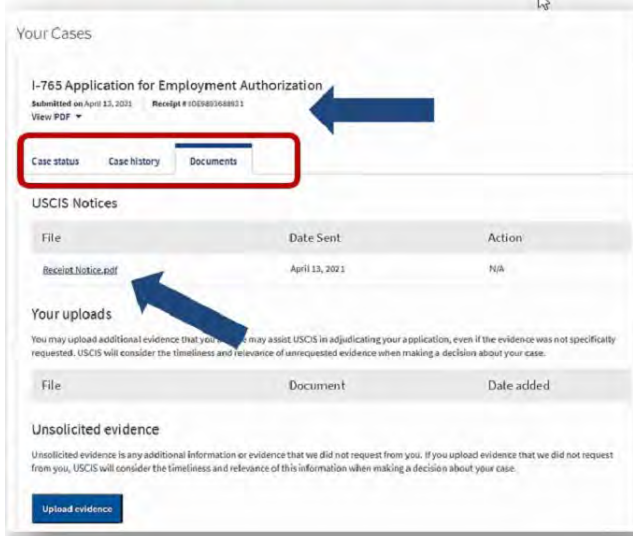 Your Cases
I-765 Application for Employment Authorization
Submitted on April 13, 2021 Receipt #
View PDF
Case status Case history Documents
USCIS Notices
File Date Sent Action
Receipt Notice.pdf April 13, 2021 N/A
Your uploads
You may upload additional evidence that you may assist USCIS in adjudicating your application, even if the evidence was not specifically
requested. USCIS will consider the timeliness and relevance of unrequested evidence when making a decision about your case.
File Document Date added
Unsolicited evidence
Unsolicited evidence is any additional information or evidence that we did not request from you. If you upload evidence that we did not request
from you, USCIS will consider the timeliness and relevance of this information when making a decision about your case.
Upload evidence